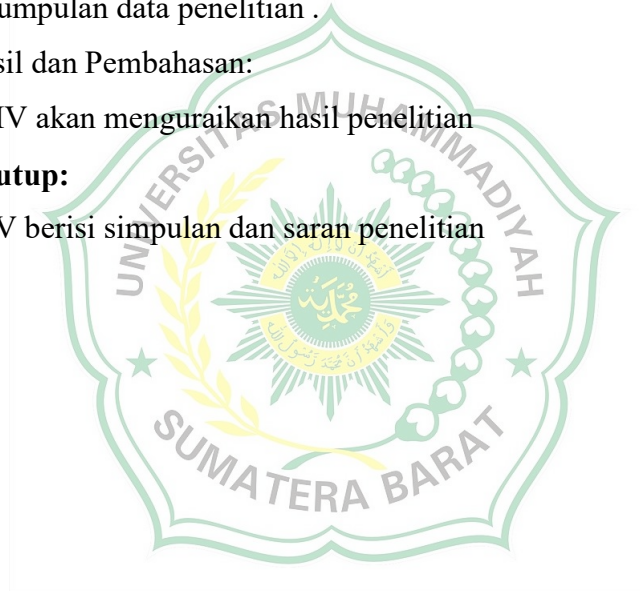 umpulan data penelitian .
sil dan Pembahasan:
IV akan menguraikan hasil penelitian
utup:
V berisi simpulan dan saran penelitian
UNIVERSITAS MUHAMMADIYAH
SUMATERA BARAT